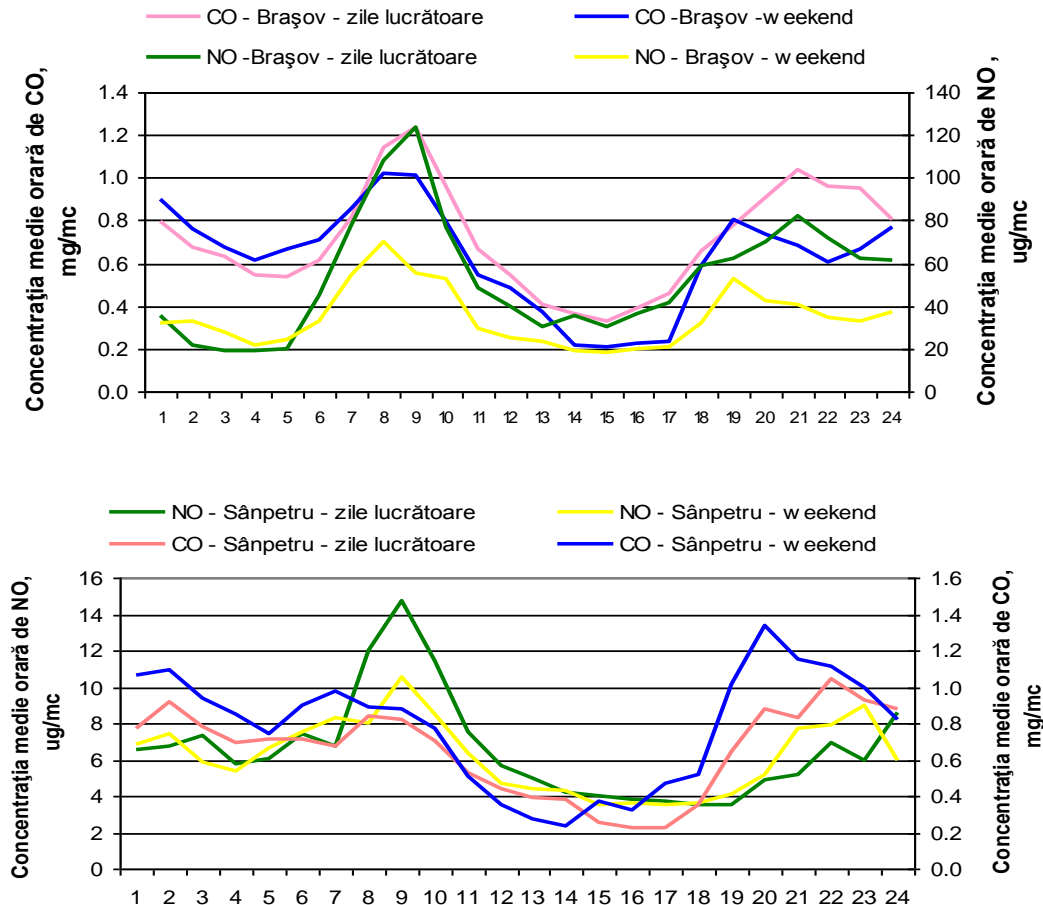 CO - Braşov - zile lucrătoare
CO -Braşov -w eekend
NO -Braşov - zile lucrătoare
NO - Braşov - w eekend
Concentraţia medie orară de CO,
mg/mc
1.4
1.2
1.0
0.8
0.6
0.4
0.2
0.0
140
120
100
80
60
40
20
0
Concentraţia medie orară de NO ,
ug/mc
1 2 3 4 5 6 7 8 9 10 11 12 13 14 15 16 17 18 19 20 21 22 23 24
NO - Sânpetru - zile lucrătoare
NO - Sânpetru - w eekend
CO - Sânpetru - zile lucrătoare
CO - Sânpetru - w eekend
Concentraţia medie orară de NO,
ug/mc
16
14
12
10
8
6
4
2
0
1.6
1.4
1.2
1.0
0.8
0.6
0.4
0.2
0.0
Concentraţia medie orară de CO,
mg/mc
1 2 3 4 5 6 7 8 9 10 11 12 13 14 15 16 17 18 19 20 21 22 23 24